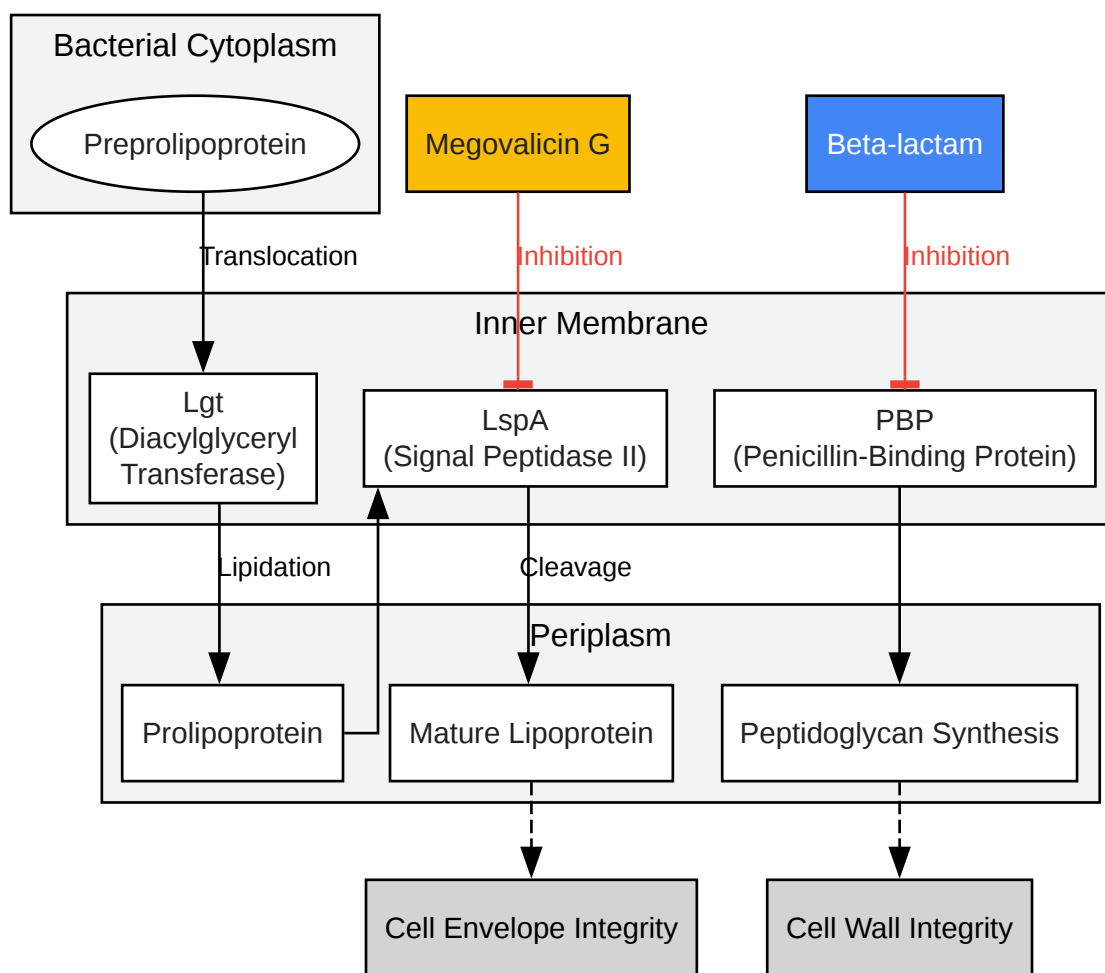 Bacterial Cytoplasm
Preprolipoprotein
Megovalicin G
Beta-lactam
Translocation
Inhibition
Inhibition
Inner Membrane
Lgt
(Diacylglyceryl
Transferase)
LspA
(Signal Peptidase II)
PBP
(Penicillin-Binding Protein)
Lipidation
Cleavage
Periplasm
Prolipoprotein
Mature Lipoprotein
Peptidoglycan Synthesis
Cell Envelope Integrity
Cell Wall Integrity